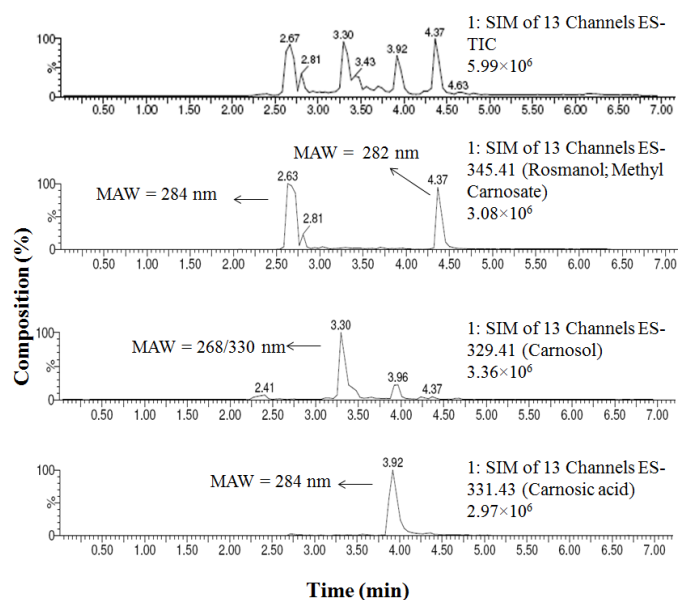 1: SIM of 13 Channels ES-
TIC
5.99×10⁶
100
%
2.67
2.81
3.30
3.43
3.92
4.37
4.63
0.50 1.00 1.50 2.00 2.50 3.00 3.50 4.00 4.50 5.00 5.50 6.00 6.50 7.00
1: SIM of 13 Channels ES-
345.41 (Rosmanol; Methyl
Carnosate)
3.08×10⁶
MAW = 284 nm
MAW = 282 nm
100
%
2.63
2.81
4.37
0.50 1.00 1.50 2.00 2.50 3.00 3.50 4.00 4.50 5.00 5.50 6.00 6.50 7.00
1: SIM of 13 Channels ES-
329.41 (Carnosol)
3.36×10⁶
MAW = 268/330 nm
100
%
2.41
3.30
3.96
4.37
0.50 1.00 1.50 2.00 2.50 3.00 3.50 4.00 4.50 5.00 5.50 6.00 6.50 7.00
1: SIM of 13 Channels ES-
331.43 (Carnosic acid)
2.97×10⁶
MAW = 284 nm
100
%
3.92
0.50 1.00 1.50 2.00 2.50 3.00 3.50 4.00 4.50 5.00 5.50 6.00 6.50 7.00
Composition (%)
Time (min)